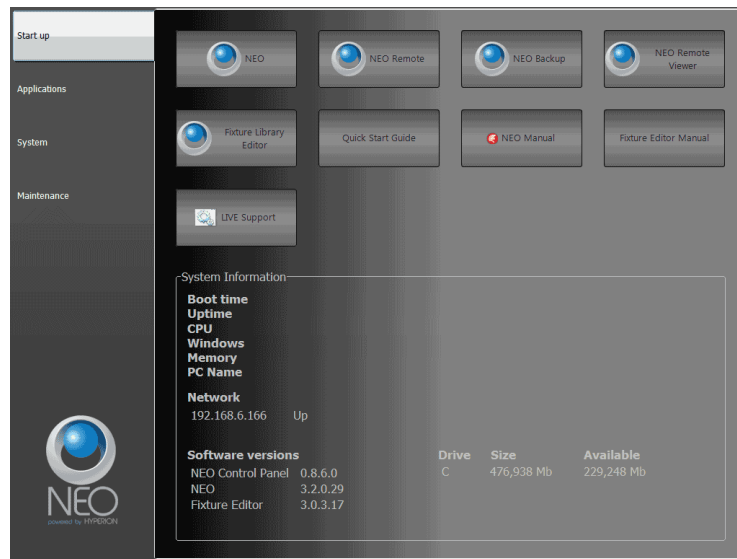 Start up
Applications
System
Maintenance
NEO
NEO Remote
NEO Backup
NEO Remote
Viewer
Fixture Library
Editor
Quick Start Guide
NEO Manual
Fixture Editor Manual
LIVE Support
System Information
Boot time
Uptime
CPU
Windows
Memory
PC Name
Network
192.168.6.166 Up
Software versions Drive Size Available
NEO Control Panel 0.8.6.0 C 476,938 Mb 229,248 Mb
NEO 3.2.0.29
Fixture Editor 3.0.3.17
NEO
powered by HYPERION